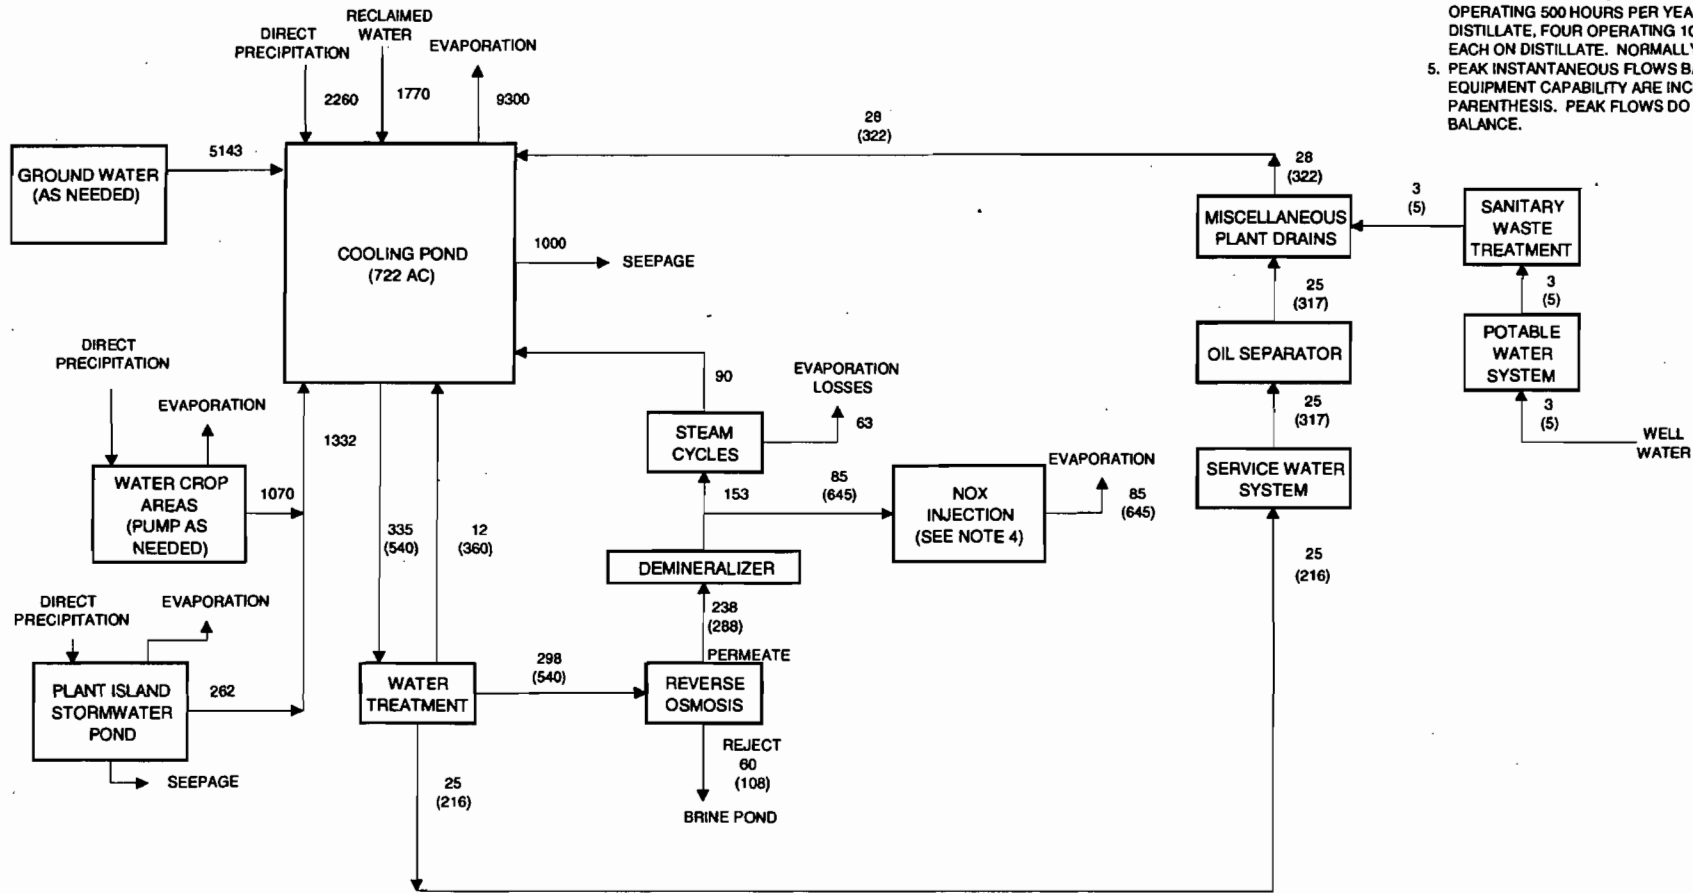 OPERATING 500 HOURS PER YEA
DISTILLATE, FOUR OPERATING 10
EACH ON DISTILLATE. NORMALLY
5. PEAK INSTANTANEOUS FLOWS BA
EQUIPMENT CAPABILITY ARE INC
PARENTHESIS. PEAK FLOWS DO
BALANCE.
RECLAIMED
WATER
DIRECT
PRECIPITATION
EVAPORATION
2260
1770
9300
28
(322)
5143
GROUND WATER
(AS NEEDED)
28
(322)
3
(5)
MISCELLANEOUS
PLANT DRAINS
SANITARY
WASTE
TREATMENT
COOLING POND
(722 AC)
1000
SEEPAGE
25
(317)
3
(5)
DIRECT
PRECIPITATION
OIL SEPARATOR
POTABLE
WATER
SYSTEM
90
EVAPORATION
LOSSES
EVAPORATION
25
(317)
3
(5)
1332
STEAM
CYCLES
63
WELL
WATER
WATER CROP
AREAS
(PUMP AS
NEEDED)
1070
153
85
(645)
NOX
INJECTION
(SEE NOTE 4)
EVAPORATION
85
(645)
SERVICE WATER
SYSTEM
335
(540)
12
(360)
DEMINERALIZER
25
(216)
DIRECT
PRECIPITATION
EVAPORATION
238
(288)
PERMEATE
298
(540)
PLANT ISLAND
STORMWATER
POND
262
WATER
TREATMENT
REVERSE
OSMOSIS
SEEPAGE
25
(216)
REJECT
60
(108)
BRINE POND